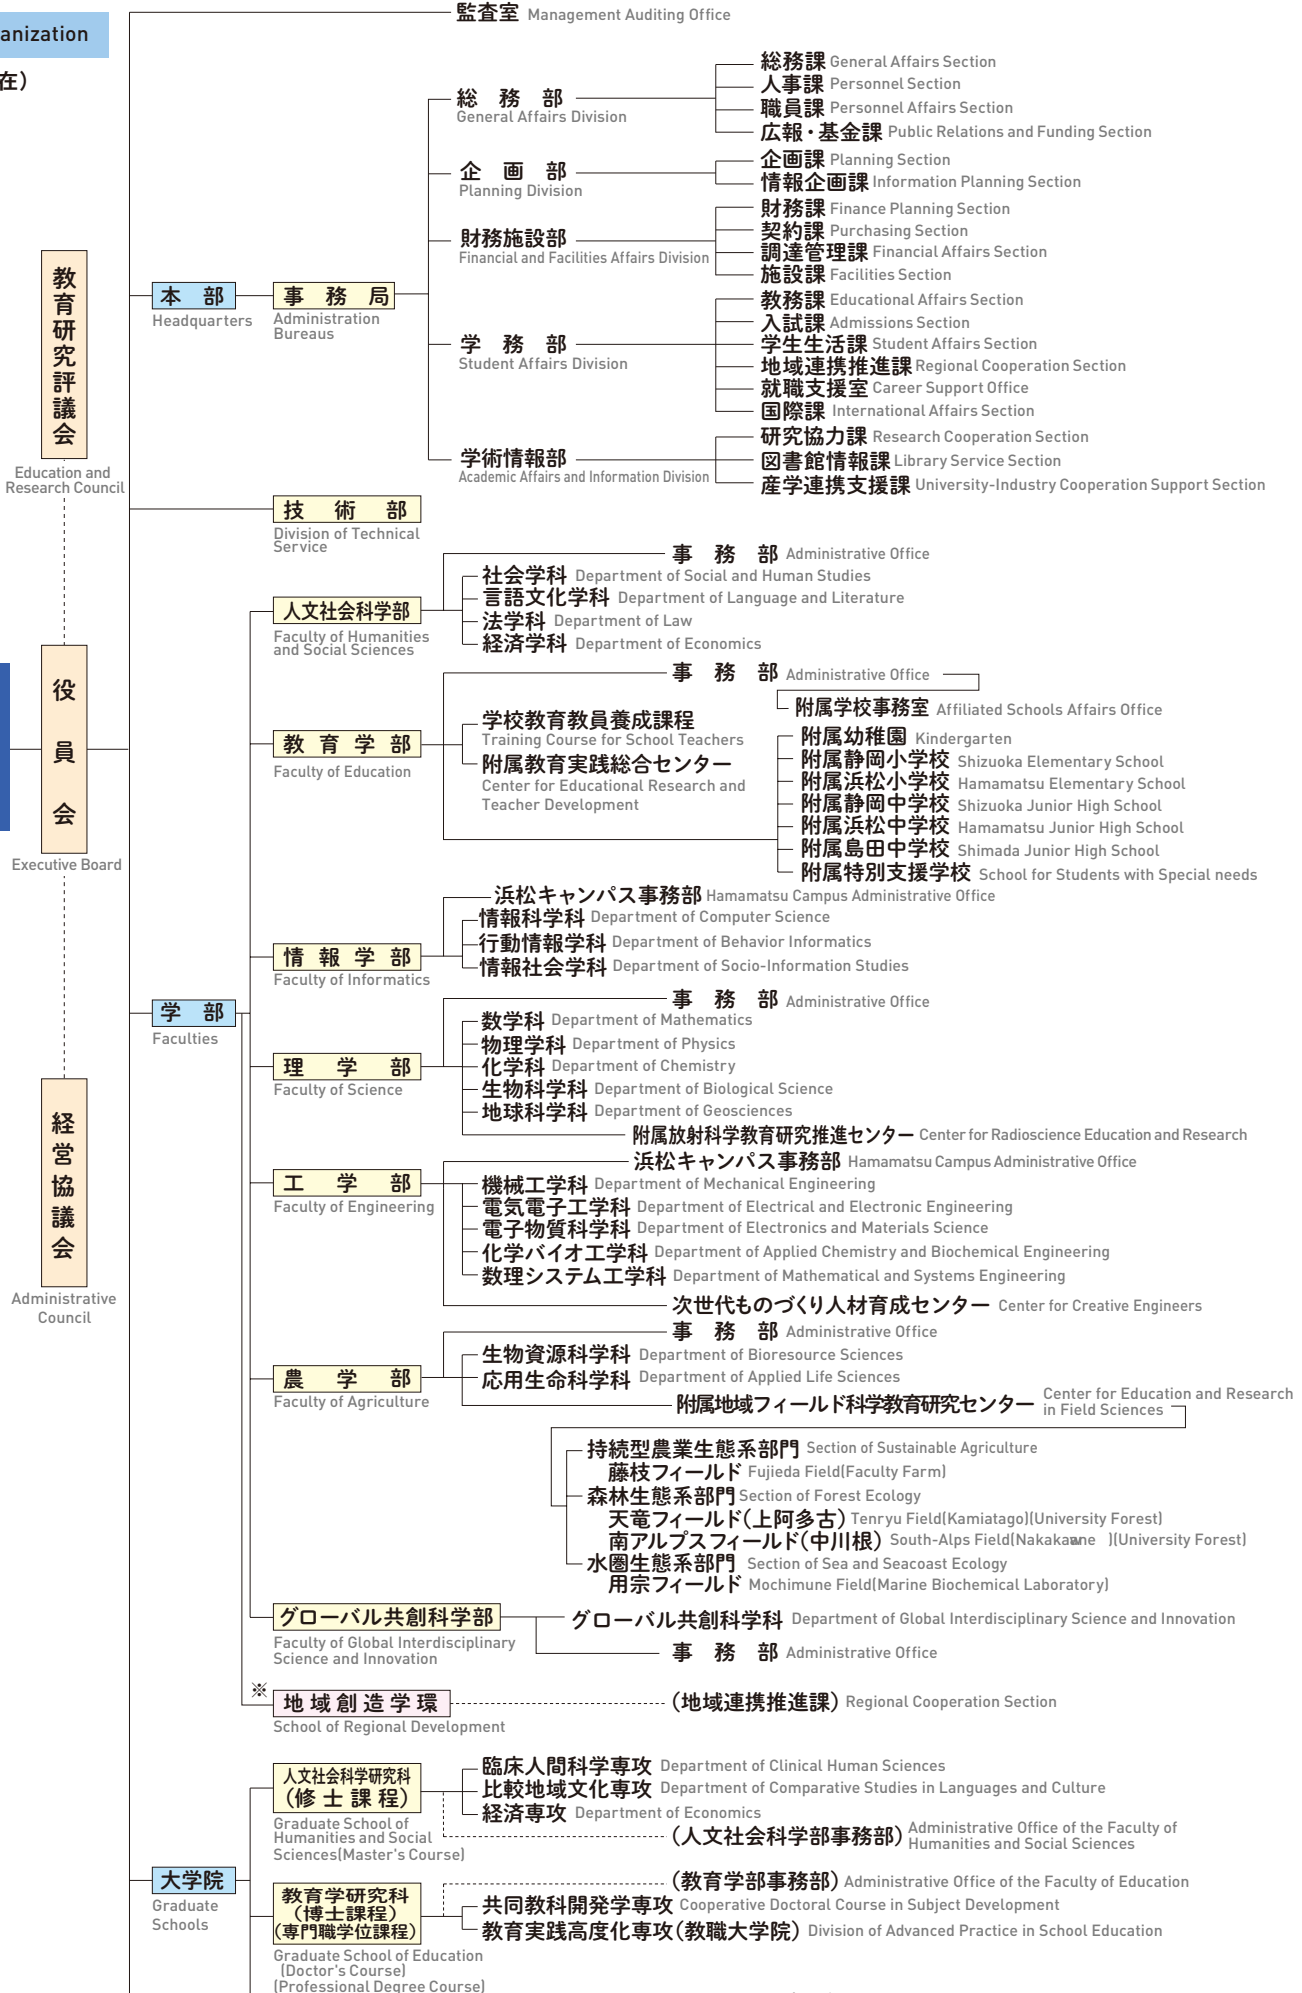 anization
在）
監査室 Management Auditing Office
総務部
General Affairs Division
総務課 General Affairs Section
人事課 Personnel Section
職員課 Personnel Affairs Section
広報・基金課 Public Relations and Funding Section
企画部
Planning Division
企画課 Planning Section
情報企画課 Information Planning Section
財務施設部
Financial and Facilities Affairs Division
財務課 Finance Planning Section
契約課 Purchasing Section
調達管理課 Financial Affairs Section
施設課 Facilities Section
本部
Headquarters
事務局
Administration
Bureaus
学務部
Student Affairs Division
教務課 Educational Affairs Section
入試課 Admissions Section
学生生活課 Student Affairs Section
地域連携推進課 Regional Cooperation Section
就職支援室 Career Support Office
国際課 International Affairs Section
学術情報部
Academic Affairs and Information Division
研究協力課 Research Cooperation Section
図書館情報課 Library Service Section
産学連携支援課 University-Industry Cooperation Support Section
教育研究評議会
Education and
Research Council
役員会
Executive Board
経営協議会
Administrative
Council
技術部
Division of Technical
Service
学部
Faculties
人文社会科学部
Faculty of Humanities
and Social Sciences
事務部 Administrative Office
社会学科 Department of Social and Human Studies
言語文化学科 Department of Language and Literature
法学科 Department of Law
経済学科 Department of Economics
教育学部
Faculty of Education
事務部 Administrative Office
附属学校事務室 Affiliated Schools Affairs Office
学校教育教員養成課程
Training Course for School Teachers
附属教育実践総合センター
Center for Educational Research and
Teacher Development
附属幼稚園 Kindergarten
附属静岡小学校 Shizuoka Elementary School
附属浜松小学校 Hamamatsu Elementary School
附属静岡中学校 Shizuoka Junior High School
附属浜松中学校 Hamamatsu Junior High School
附属島田中学校 Shimada Junior High School
附属特別支援学校 School for Students with Special needs
情報学部
Faculty of Informatics
浜松キャンパス事務部 Hamamatsu Campus Administrative Office
情報科学科 Department of Computer Science
行動情報学科 Department of Behavior Informatics
情報社会学科 Department of Socio-Information Studies
理学部
Faculty of Science
事務部 Administrative Office
数学科 Department of Mathematics
物理学科 Department of Physics
化学科 Department of Chemistry
生物科学科 Department of Biological Science
地球科学科 Department of Geosciences
附属放射科学教育研究推進センター Center for Radioscience Education and Research
工学部
Faculty of Engineering
浜松キャンパス事務部 Hamamatsu Campus Administrative Office
機械工学科 Department of Mechanical Engineering
電気電子工学科 Department of Electrical and Electronic Engineering
電子物質科学科 Department of Electronics and Materials Science
化学バイオ工学科 Department of Applied Chemistry and Biochemical Engineering
数理システム工学科 Department of Mathematical and Systems Engineering
次世代ものづくり人材育成センター Center for Creative Engineers
農学部
Faculty of Agriculture
事務部 Administrative Office
生物資源科学科 Department of Bioresource Sciences
応用生命科学科 Department of Applied Life Sciences
附属地域フィールド科学教育研究センター Center for Education and Research
in Field Sciences
持続型農業生態系部門 Section of Sustainable Agriculture
藤枝フィールド Fujieda Field(Faculty Farm)
森林生態系部門 Section of Forest Ecology
天竜フィールド（上阿多古） Tenryu Field(Kamiatago)(University Forest)
南アルプスフィールド（中川根） South-Alps Field( )(University Forest)
水圏生態系部門 Section of Sea and Seacoast Ecology
用宗フィールド Mochimune Field(Marine Biochemical Laboratory)
グローバル共創科学部
Faculty of Global Interdisciplinary
Science and Innovation
グローバル共創科学科 Department of Global Interdisciplinary Science and Innovation
事務部 Administrative Office
※
地域創造学環
School of Regional Development
（地域連携推進課） Regional Cooperation Section
大学院
Graduate
Schools
人文社会科学研究科
（修士課程）
Graduate School of
Humanities and Social
Sciences(Master's Course)
臨床人間科学専攻 Department of Clinical Human Sciences
比較地域文化専攻 Department of Comparative Studies in Languages and Culture
経済専攻 Department of Economics
（人文社会科学部事務部） Administrative Office of the Faculty of
Humanities and Social Sciences
教育学研究科
（博士課程）
（専門職学位課程）
Graduate School of Education
(Doctor's Course)
(Professional Degree Course)
（教育学部事務部） Administrative Office of the Faculty of Education
共同教科開発学専攻 Cooperative Doctoral Course in Subject Development
教育実践高度化専攻（教職大学院） Division of Advanced Practice in School Education